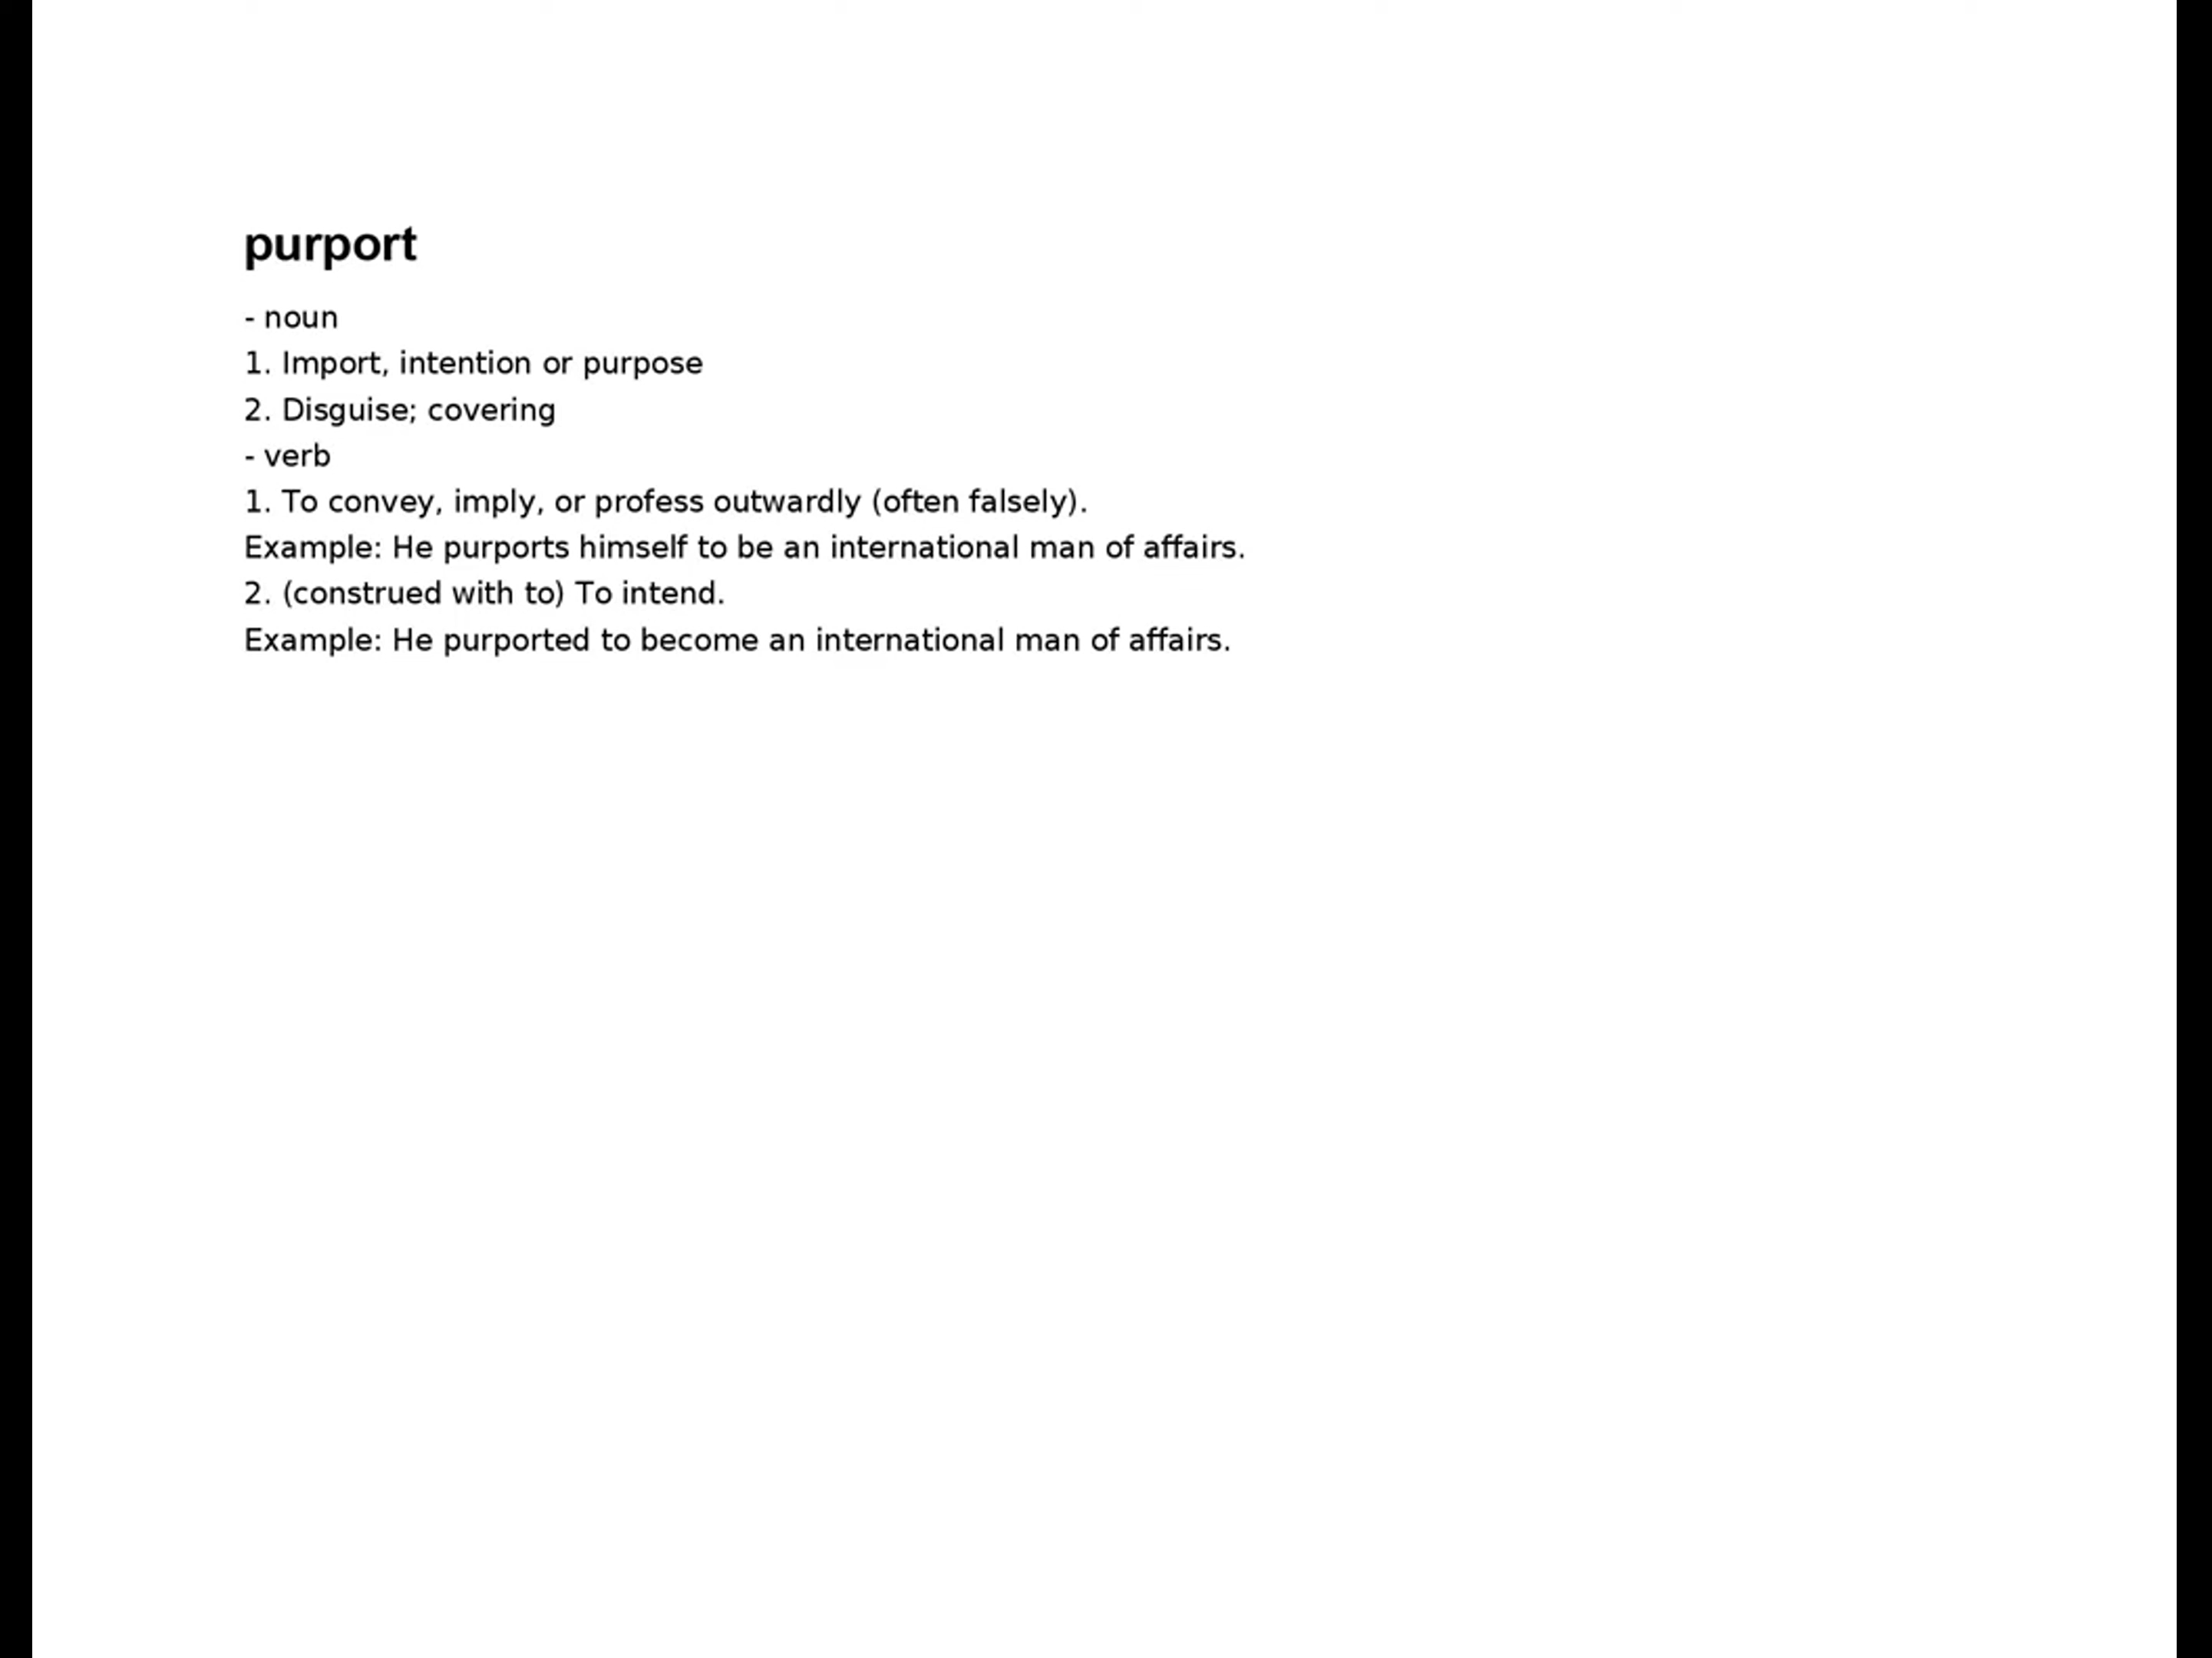 purport
- noun
1. Import, intention or purpose
2. Disguise; covering
- verb
1. To convey, imply, or profess outwardly (often falsely).
Example: He purports himself to be an international man of affairs.
2. (construed with to) To intend.
Example: He purported to become an international man of affairs.